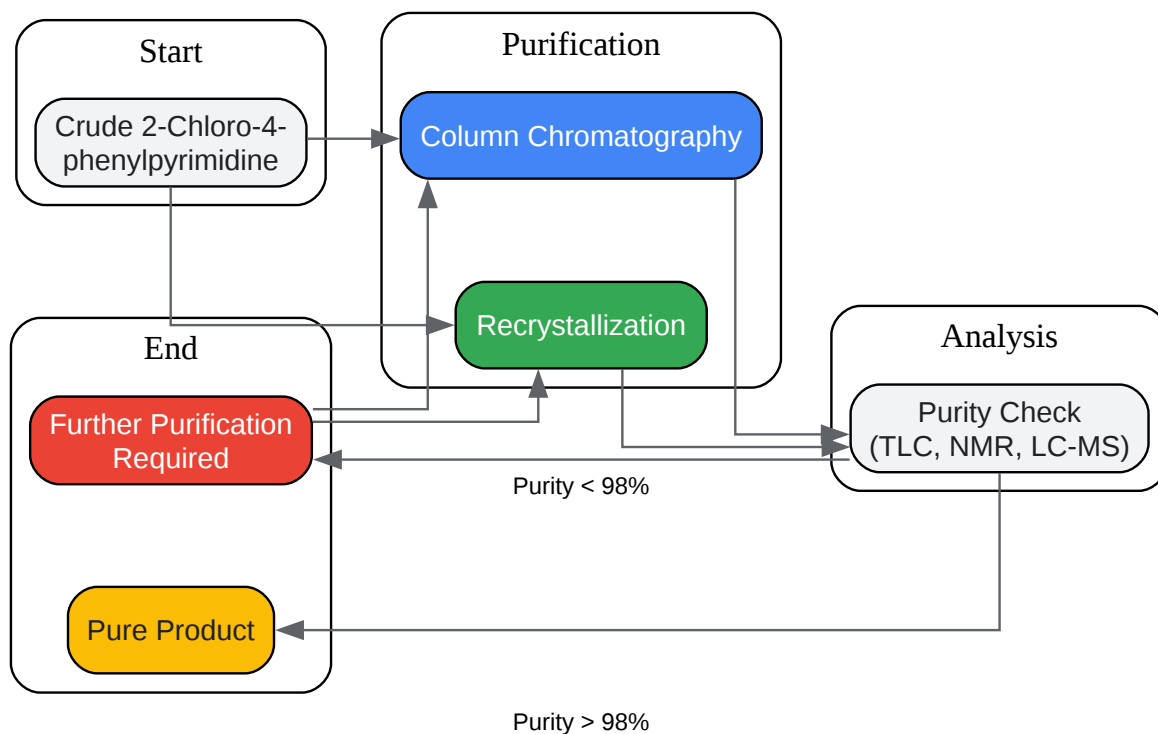 Start
Crude 2-Chloro-4-
phenylpyrimidine
Purification
Column Chromatography
Recrystallization
End
Further Purification
Required
Pure Product
Analysis
Purity Check
(TLC, NMR, LC-MS)
Purity < 98%
Purity > 98%